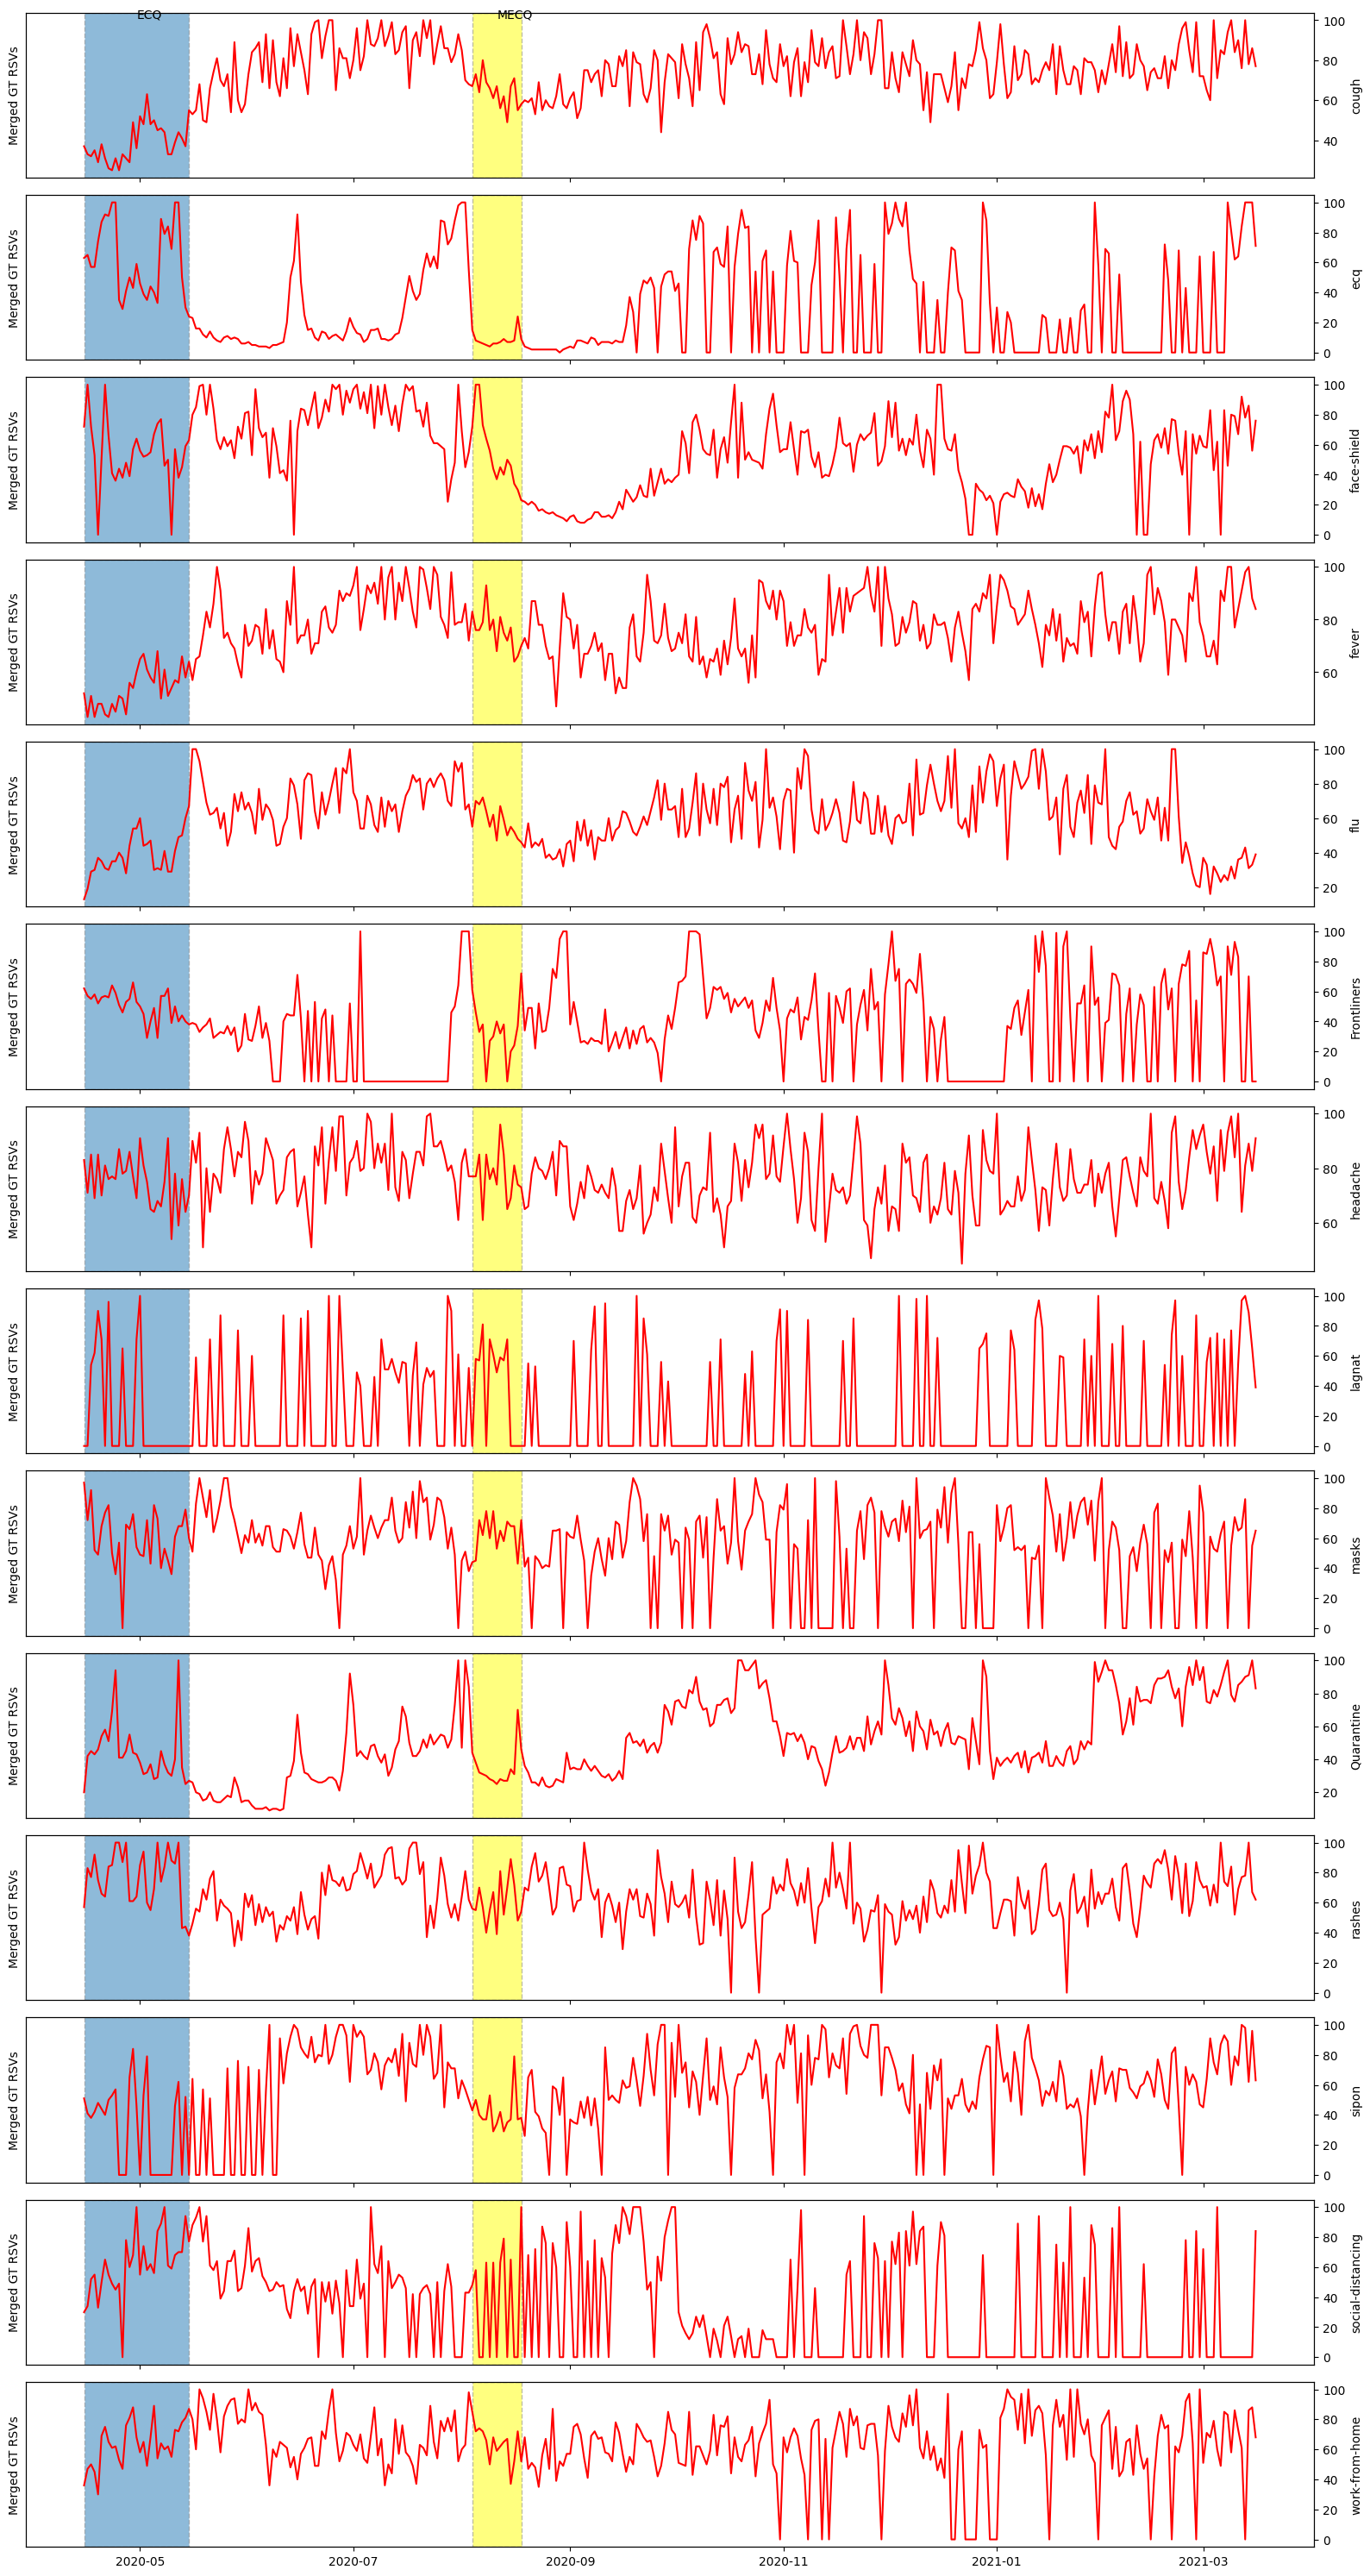 ECQ MECQ
Merged GT RSVs
100
80
60
40
cough
Merged GT RSVs
100
80
60
40
20
0
ecq
Merged GT RSVs
100
80
60
40
20
0
face-shield
Merged GT RSVs
100
80
60
fever
Merged GT RSVs
100
80
60
40
20
flu
Merged GT RSVs
100
80
60
40
20
0
Frontliners
Merged GT RSVs
100
80
60
headache
Merged GT RSVs
100
80
60
40
20
0
lagnat
Merged GT RSVs
100
80
60
40
20
0
masks
Merged GT RSVs
100
80
60
40
20
Quarantine
Merged GT RSVs
100
80
60
40
20
0
rashes
Merged GT RSVs
100
80
60
40
20
0
sipon
Merged GT RSVs
100
80
60
40
20
0
social-distancing
Merged GT RSVs
100
80
60
40
20
0
work-from-home
2020-05 2020-07 2020-09 2020-11 2021-01 2021-03